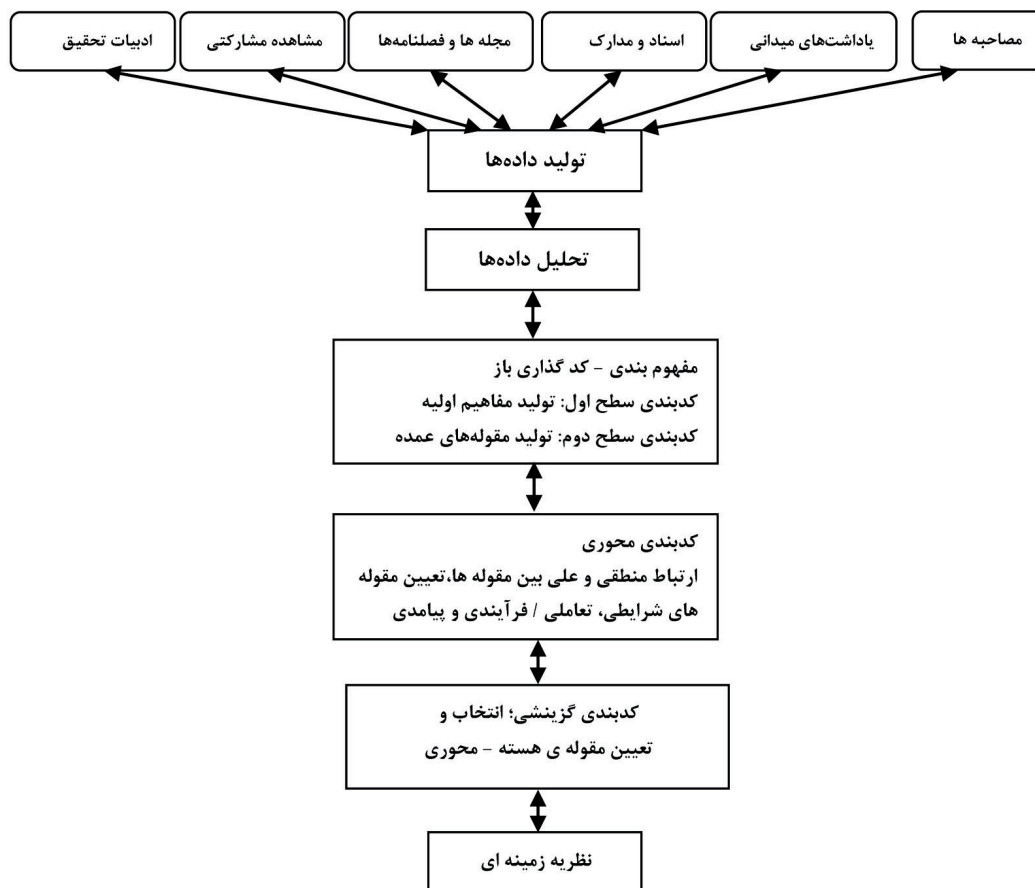 مصاحبه ها
یاداشت‌های میدانی
اسناد و مدارک
مجله ها و فصلنامه‌ها
مشاهده مشارکتی
ادبیات تحقیق
تولید داده‌ها
تحلیل داده‌ها
مفهوم بندی – کد گذاری باز
کدبندی سطح اول: تولید مفاهیم اولیه
کدبندی سطح دوم: تولید مقوله‌های عمده
کدبندی محوری
ارتباط منطقی و علی بین مقوله ها،تعیین مقوله
های شرایطی، تعاملی / فرآیندی و پیامدی
کدبندی گزینشی؛ انتخاب و
تعیین مقوله ی هسته – محوری
نظریه زمینه ای